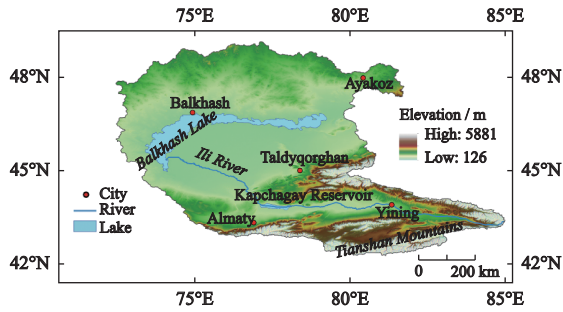 75°E 80°E 85°E
48°N 48°N
Ayakoz
Balkhash
Elevation / m
High: 5881
Low: 126
Balkhash Lake
Ili River
Taldyqorghan
45°N 45°N
City
River
Lake
Kapchagay Reservoir
Almaty
Yining
Tianshan Mountains
0 200 km
42°N 42°N
75°E 80°E 85°E